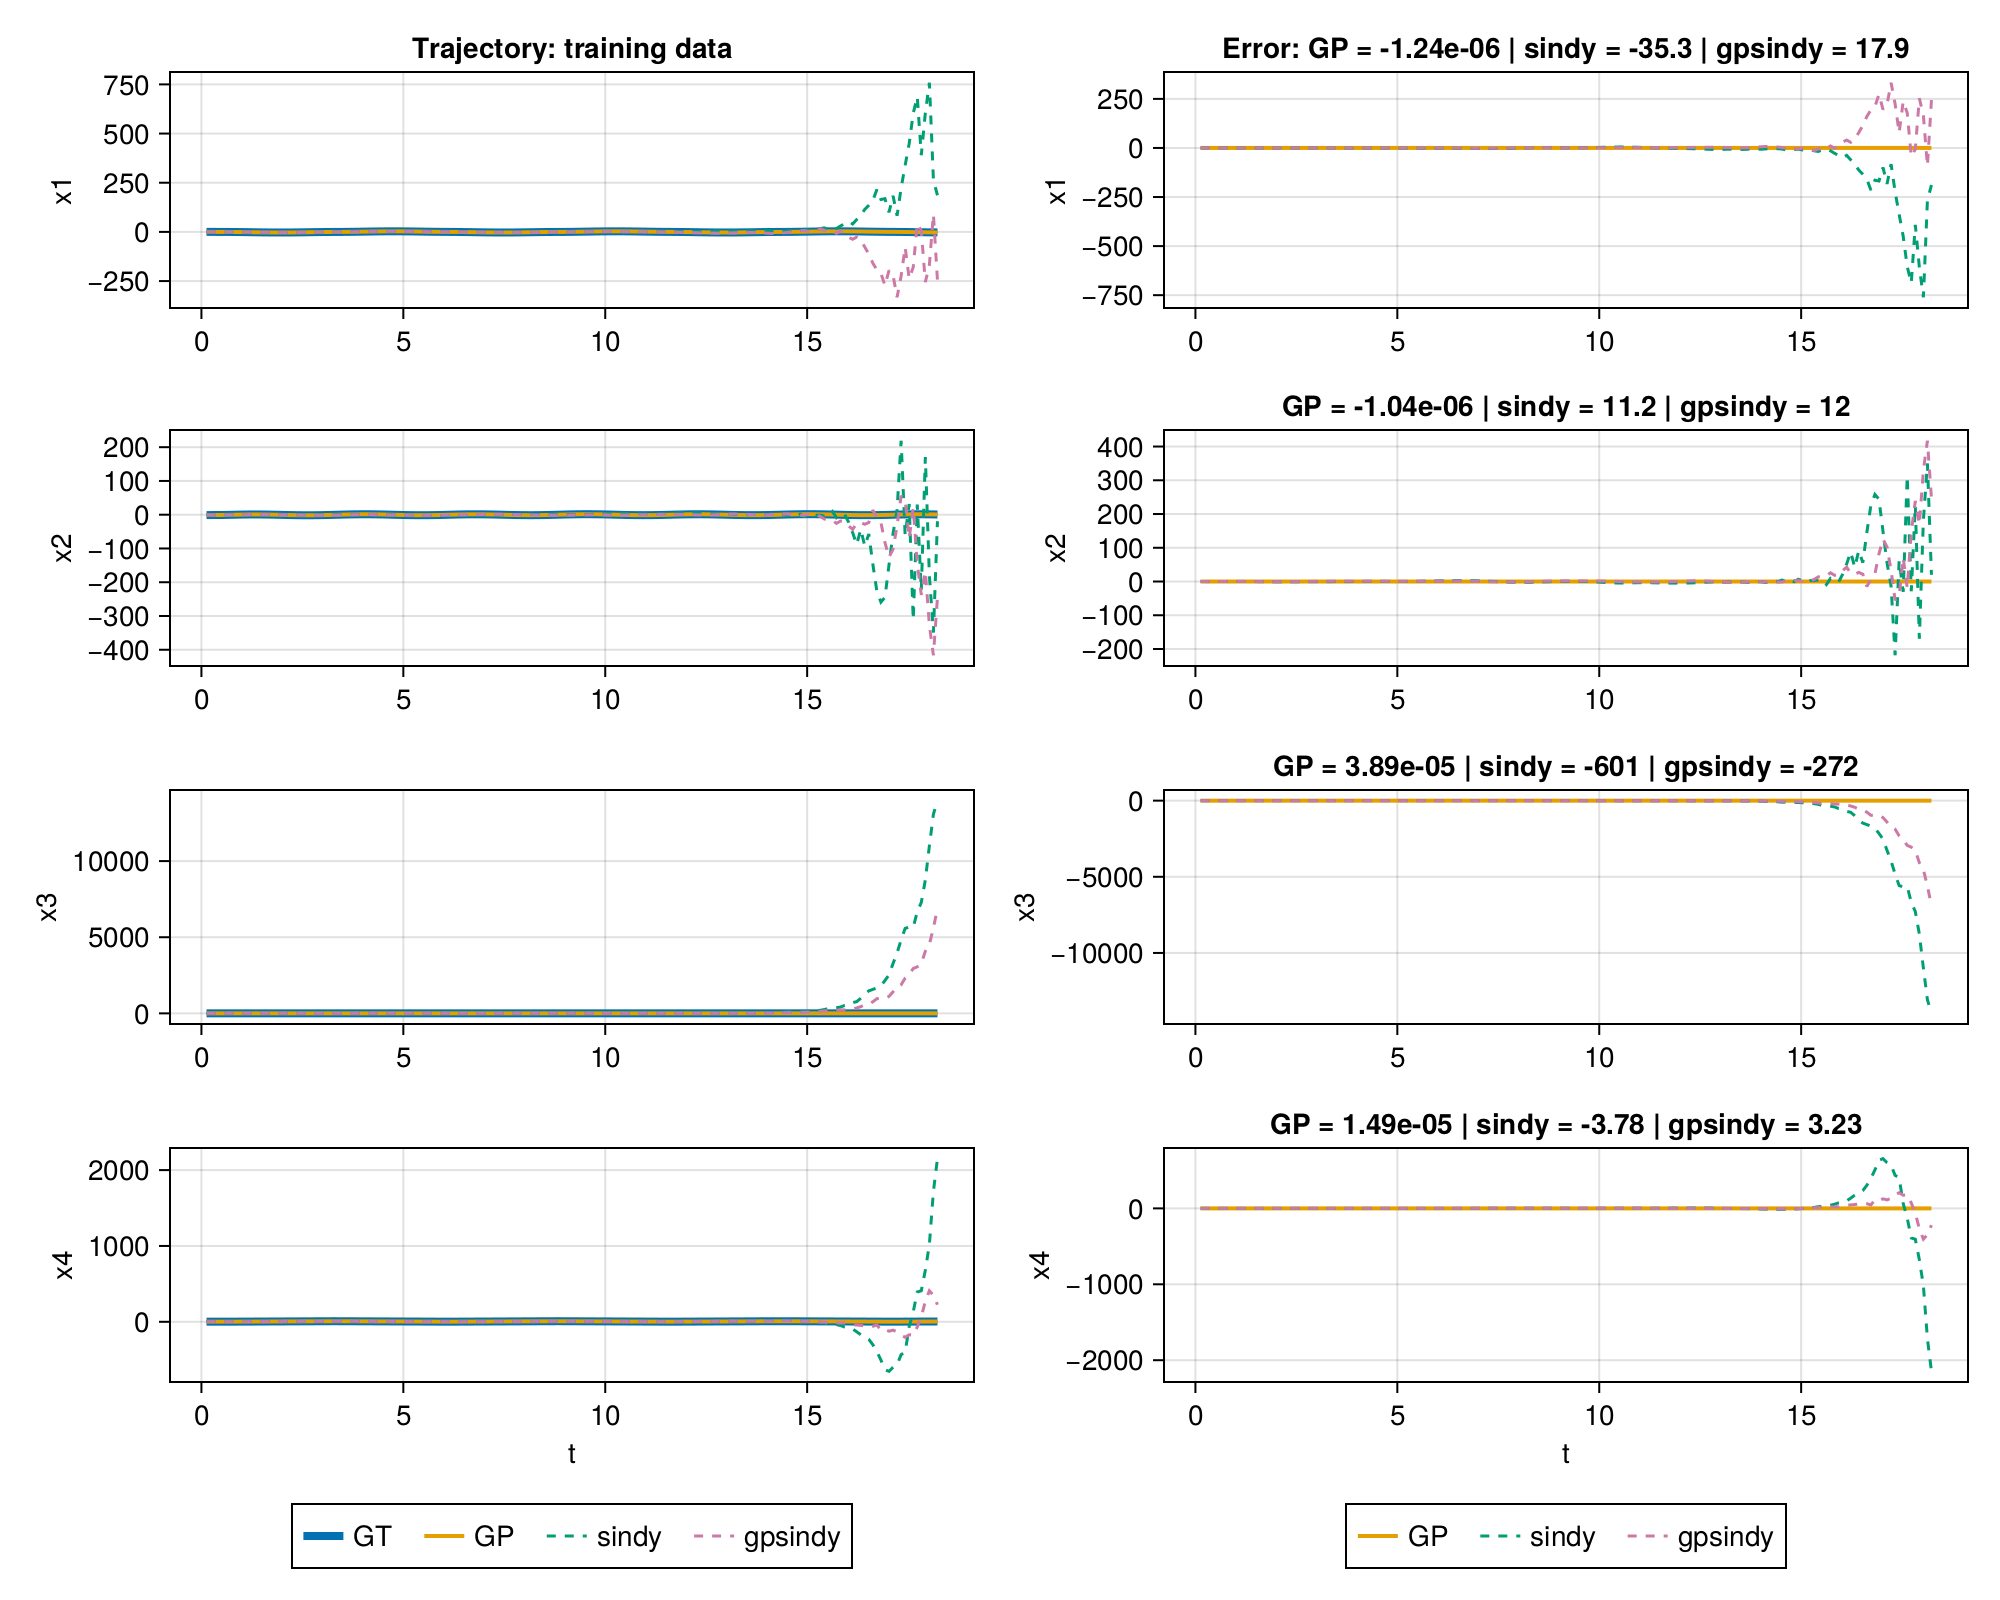 Trajectory: training data
750
500
250
0
−250
x1
0 5 10 15
Error: GP = -1.24e-06 | sindy = -35.3 | gpsindy = 17.9
250
0
−250
−500
−750
x1
0 5 10 15
200
100
0
−100
−200
−300
−400
x2
0 5 10 15
GP = -1.04e-06 | sindy = 11.2 | gpsindy = 12
400
300
200
100
0
−100
−200
x2
0 5 10 15
10000
5000
0
x3
0 5 10 15
GP = 3.89e-05 | sindy = -601 | gpsindy = -272
0
−5000
−10000
x3
0 5 10 15
2000
1000
0
x4
0 5 10 15
t
GP = 1.49e-05 | sindy = -3.78 | gpsindy = 3.23
0
−1000
−2000
x4
0 5 10 15
t
GT GP sindy gpsindy
GP sindy gpsindy